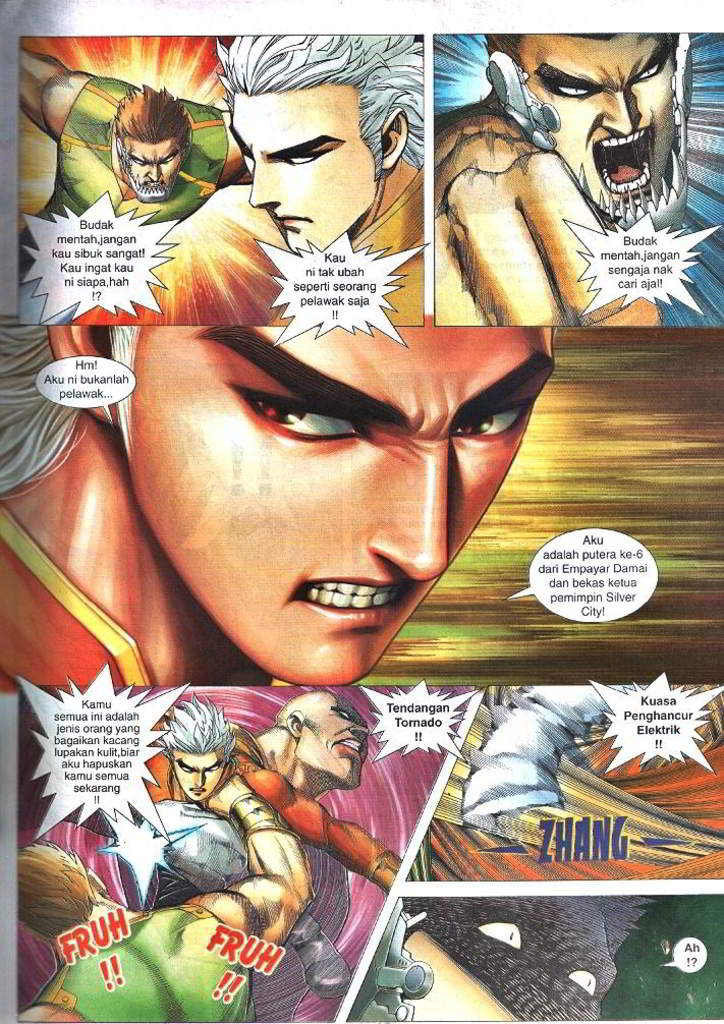 Budak
mentah,jangan
kau sibuk sangat!
Kau ingat kau
ni siapa,hah
!?
Kau
ni tak ubah
seperti seorang
pelawak saja
!!
Budak
mentah,jangan
sengaja nak
cari ajal!
Hm!
Aku ni bukanlah
pelawak...
Aku
adalah putera ke-6
dari Empayar Damai
dan bekas ketua
pemimpin Silver
City!
Kamu
semua ini adalah
jenis orang yang
bagaikan kacang
lupakan kulit,biar
aku hapuskan
kamu semua
sekarang
!!
Tendangan
Tornado
!!
FRUH
!!
FRUH
!!
Kuasa
Penghancur
Elektrik
!!
ZHANG
Ah
!?